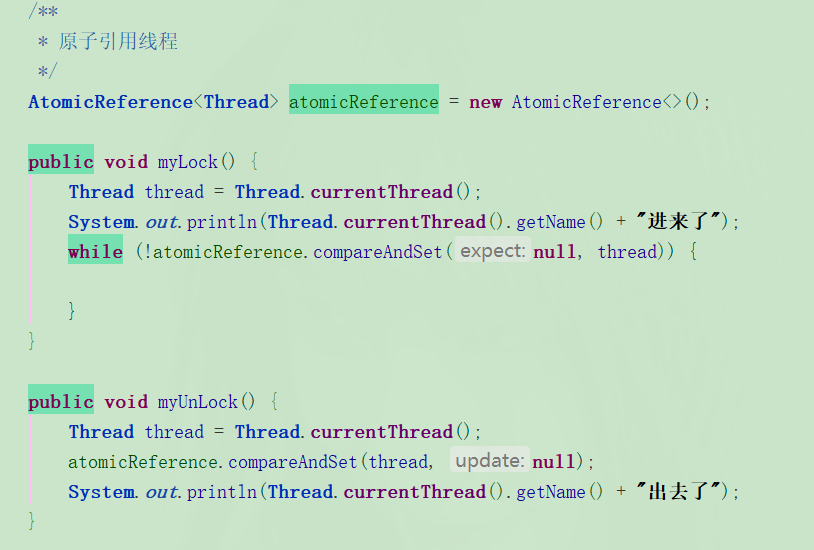 /**
 * 原子引用线程
 */
AtomicReference<Thread> atomicReference = new AtomicReference<>();
public void myLock() {
Thread thread = Thread.currentThread();
System.out.println(Thread.currentThread().getName() + "进来了");
while (!atomicReference.compareAndSet( expect: null, thread)) {
}
}
public void myUnLock() {
Thread thread = Thread.currentThread();
atomicReference.compareAndSet(thread, update: null);
System.out.println(Thread.currentThread().getName() + "出去了");
}